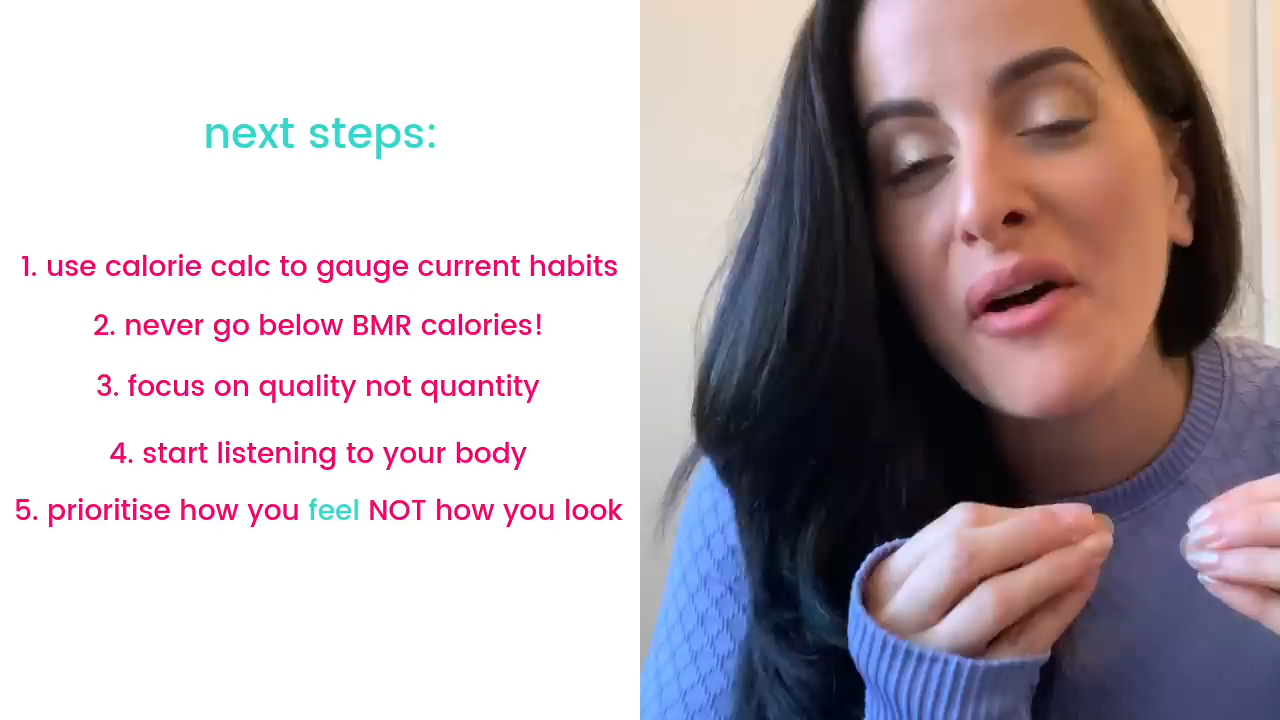 next steps:
1. use calorie calc to gauge current habits
2. never go below BMR calories!
3. focus on quality not quantity
4. start listening to your body
5. prioritise how you feel NOT how you look